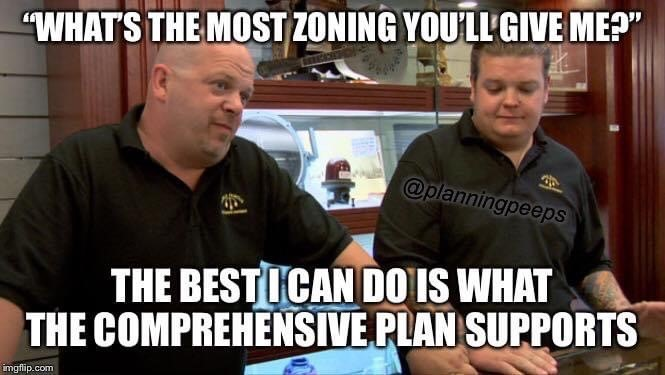 “WHAT'S THE MOST ZONING YOU'LL GIVE ME?”
@planningpeeps
THE BEST I CAN DO IS WHAT
THE COMPREHENSIVE PLAN SUPPORTS
imgflip.com